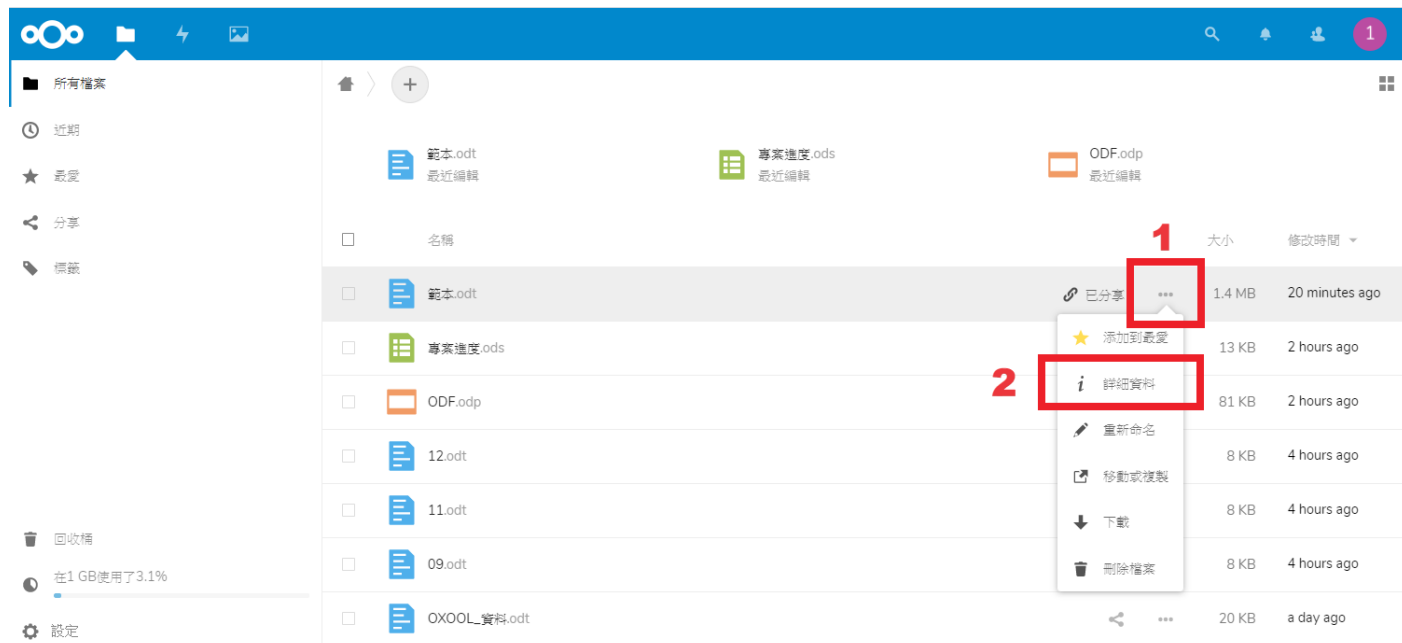 1
所有檔案
近期
最愛
分享
標籤
回收桶
在1 GB使用了3.1%
設定
+
範本.odt
最近編輯
專案進度.ods
最近編輯
ODF.odp
最近編輯
名稱
1
大小
修改時間
範本.odt
已分享
1.4 MB
20 minutes ago
添加到最愛
專案進度.ods
13 KB
2 hours ago
2
詳細資料
ODF.odp
81 KB
2 hours ago
重新命名
12.odt
8 KB
4 hours ago
移動或複製
11.odt
8 KB
4 hours ago
下載
09.odt
8 KB
4 hours ago
刪除檔案
OXOOL_資料.odt
20 KB
a day ago